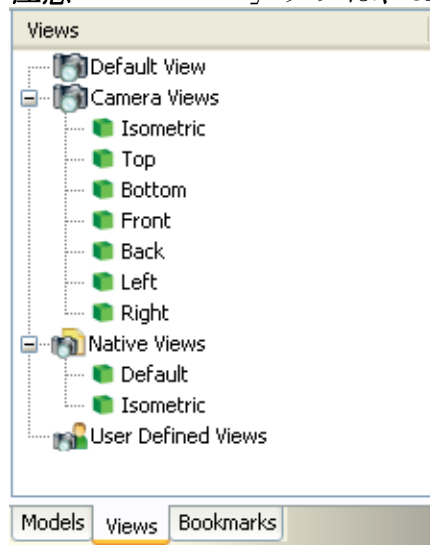 Views
Default View
Camera Views
Isometric
Top
Bottom
Front
Back
Left
Right
Native Views
Default
Isometric
User Defined Views
Models Views Bookmarks